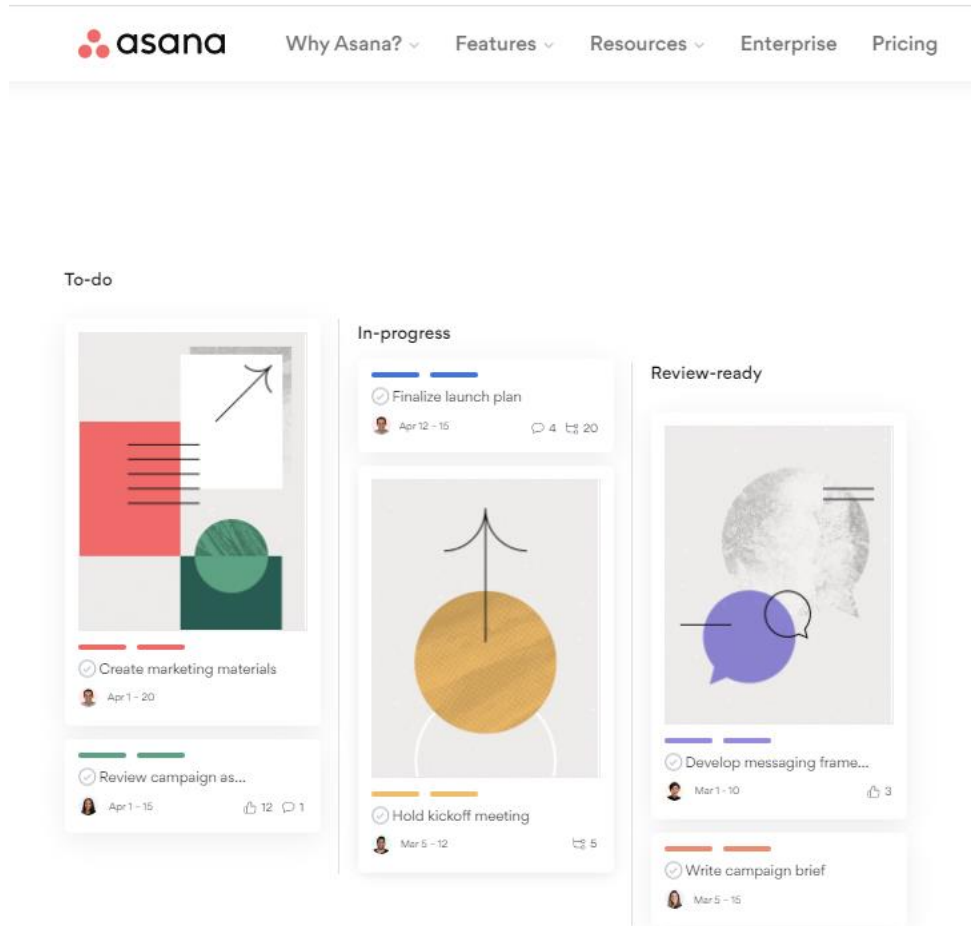 asana
Why Asana?
Features
Resources
Enterprise
Pricing
To-do
Create marketing materials
Apr 1 - 20
Review campaign as...
Apr 1 - 15
12
1
In-progress
Finalize launch plan
Apr 12 - 15
4
20
Hold kickoff meeting
Mar 5 - 12
5
Review-ready
Develop messaging frame...
Mar 1 - 10
3
Write campaign brief
Mar 5 - 15